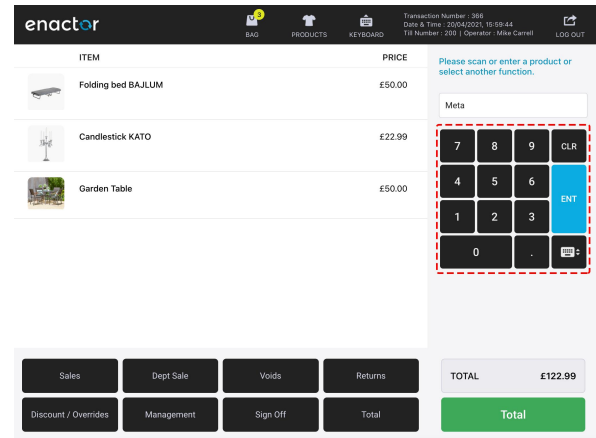 enactor
3
BAG
PRODUCTS
KEYBOARD
Transaction Number : 366
Date & Time : 20/04/2021, 15:59:44
Till Number : 200 | Operator : Mike Carrell
LOG OUT
ITEM PRICE
Folding bed BAJLUM £50.00
Candlestick KATO £22.99
Garden Table £50.00
Please scan or enter a product or
select another function.
Meta
7 8 9 CLR
4 5 6
ENT
1 2 3
0 .
Sales Dept Sale Voids Returns
TOTAL £122.99
Discount / Overrides Management Sign Off Total
Total